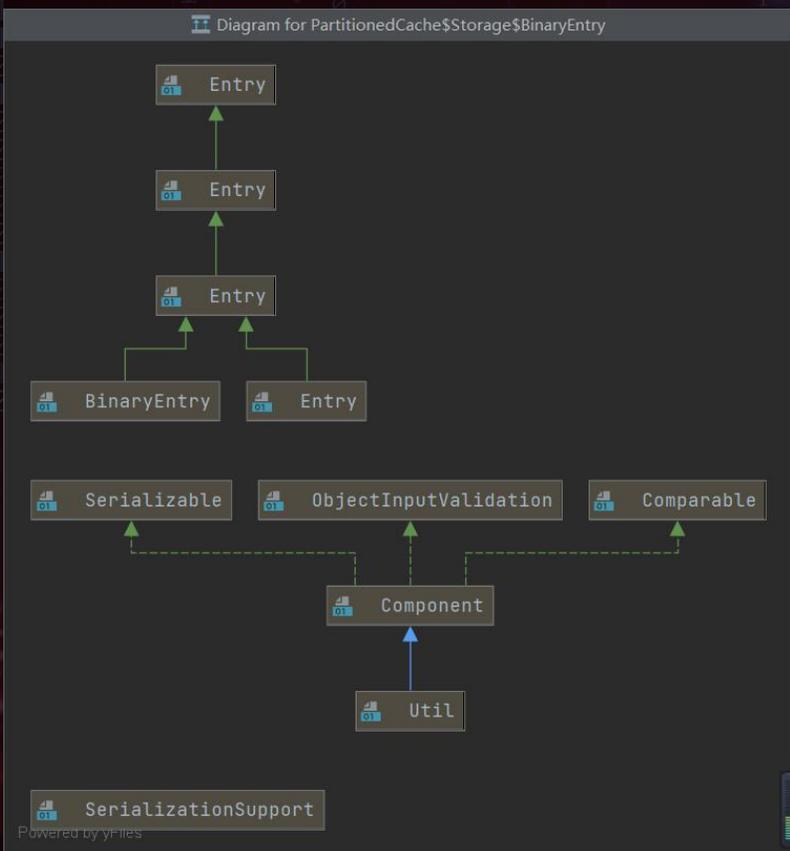 Diagram for PartitionedCache$Storage$BinaryEntry
Entry
Entry
Entry
BinaryEntry Entry
Serializable ObjectInputValidation Comparable
Component
Util
SerializationSupport
Powered by yFiles